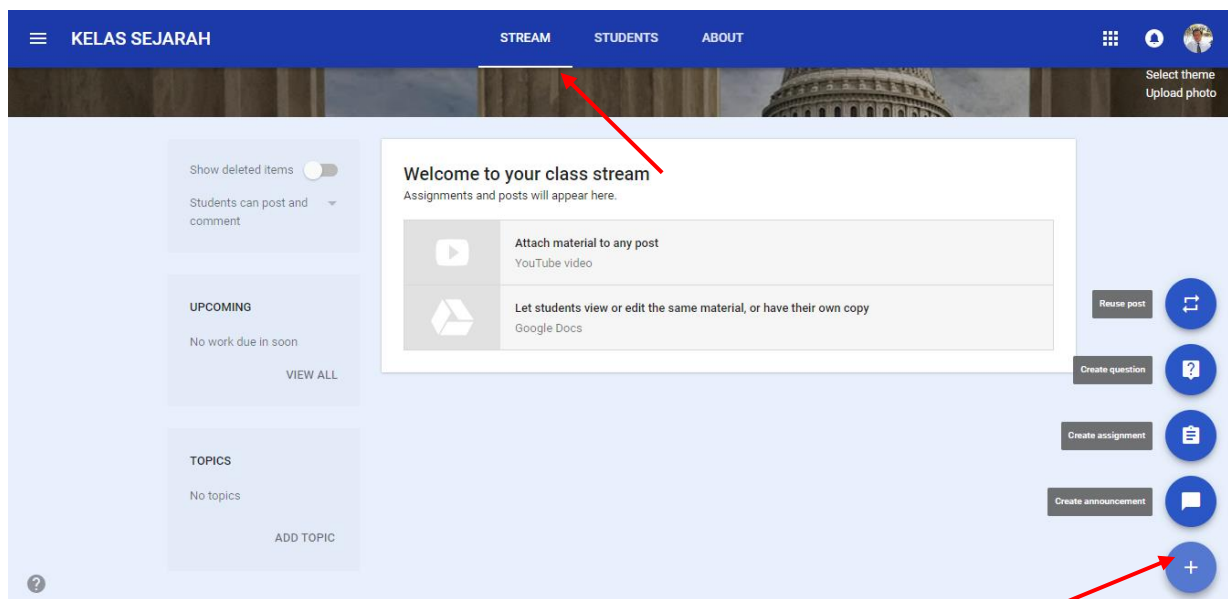 KELAS SEJARAH
STREAM
STUDENTS
ABOUT
Select theme
Upload photo
Show deleted items
Students can post and
comment
Welcome to your class stream
Assignments and posts will appear here.
Attach material to any post
YouTube video
Let students view or edit the same material, or have their own copy
Google Docs
UPCOMING
No work due in soon
VIEW ALL
TOPICS
No topics
ADD TOPIC
Reuse post
Create question
Create assignment
Create announcement